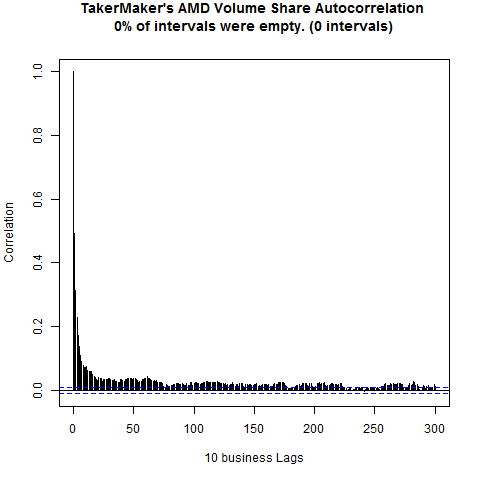 TakerMaker's AMD Volume Share Autocorrelation
0% of intervals were empty. (0 intervals)
Correlation
1.0
0.8
0.6
0.4
0.2
0.0
0 50 100 150 200 250 300
10 business Lags